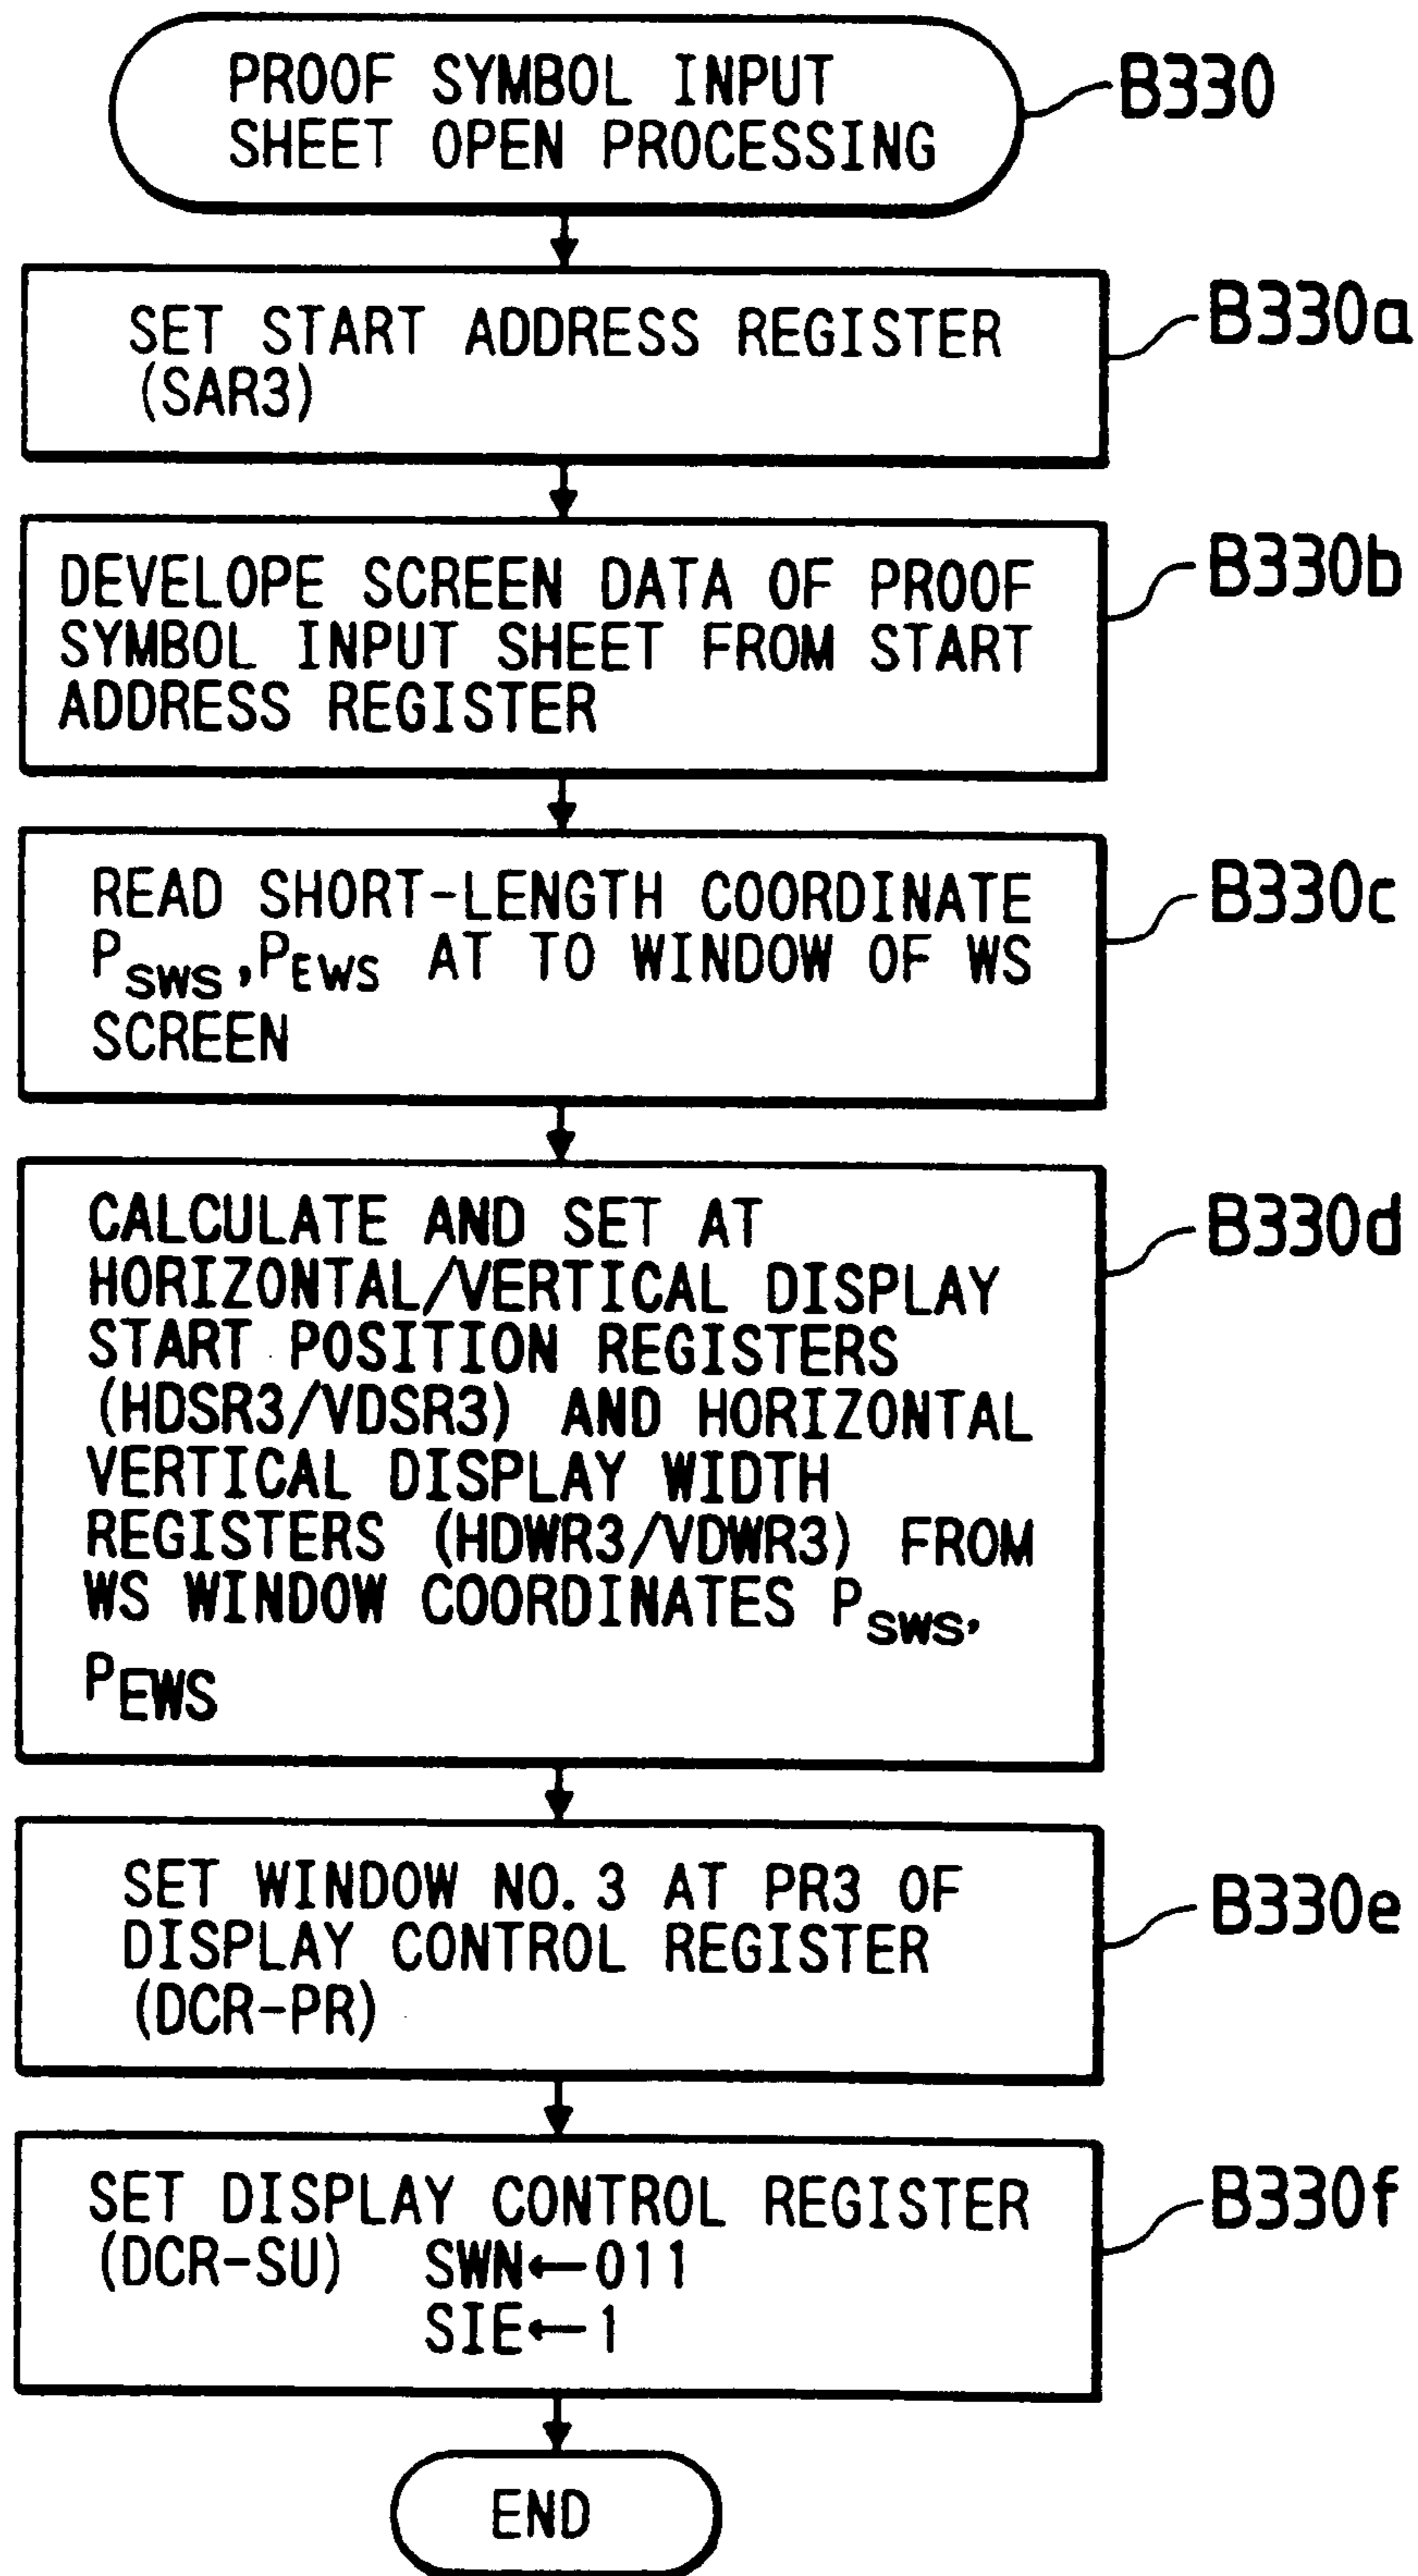 PROOF SYMBOL INPUT
SHEET OPEN PROCESSING
B330
SET START ADDRESS REGISTER
(SAR3)
B330a
DEVELOPE SCREEN DATA OF PROOF
SYMBOL INPUT SHEET FROM START
ADDRESS REGISTER
B330b
READ SHORT-LENGTH COORDINATE
PSWS,PEWS AT TO WINDOW OF WS
SCREEN
B330c
CALCULATE AND SET AT
HORIZONTAL/VERTICAL DISPLAY
START POSITION REGISTERS
(HDSR3/VDSR3) AND HORIZONTAL
VERTICAL DISPLAY WIDTH
REGISTERS (HDWR3/VDWR3) FROM
WS WINDOW COORDINATES PSWS,
PEWS
B330d
SET WINDOW NO.3 AT PR3 OF
DISPLAY CONTROL REGISTER
(DCR-PR)
B330e
SET DISPLAY CONTROL REGISTER
(DCR-SU) SWN←011
SIE←1
B330f
END